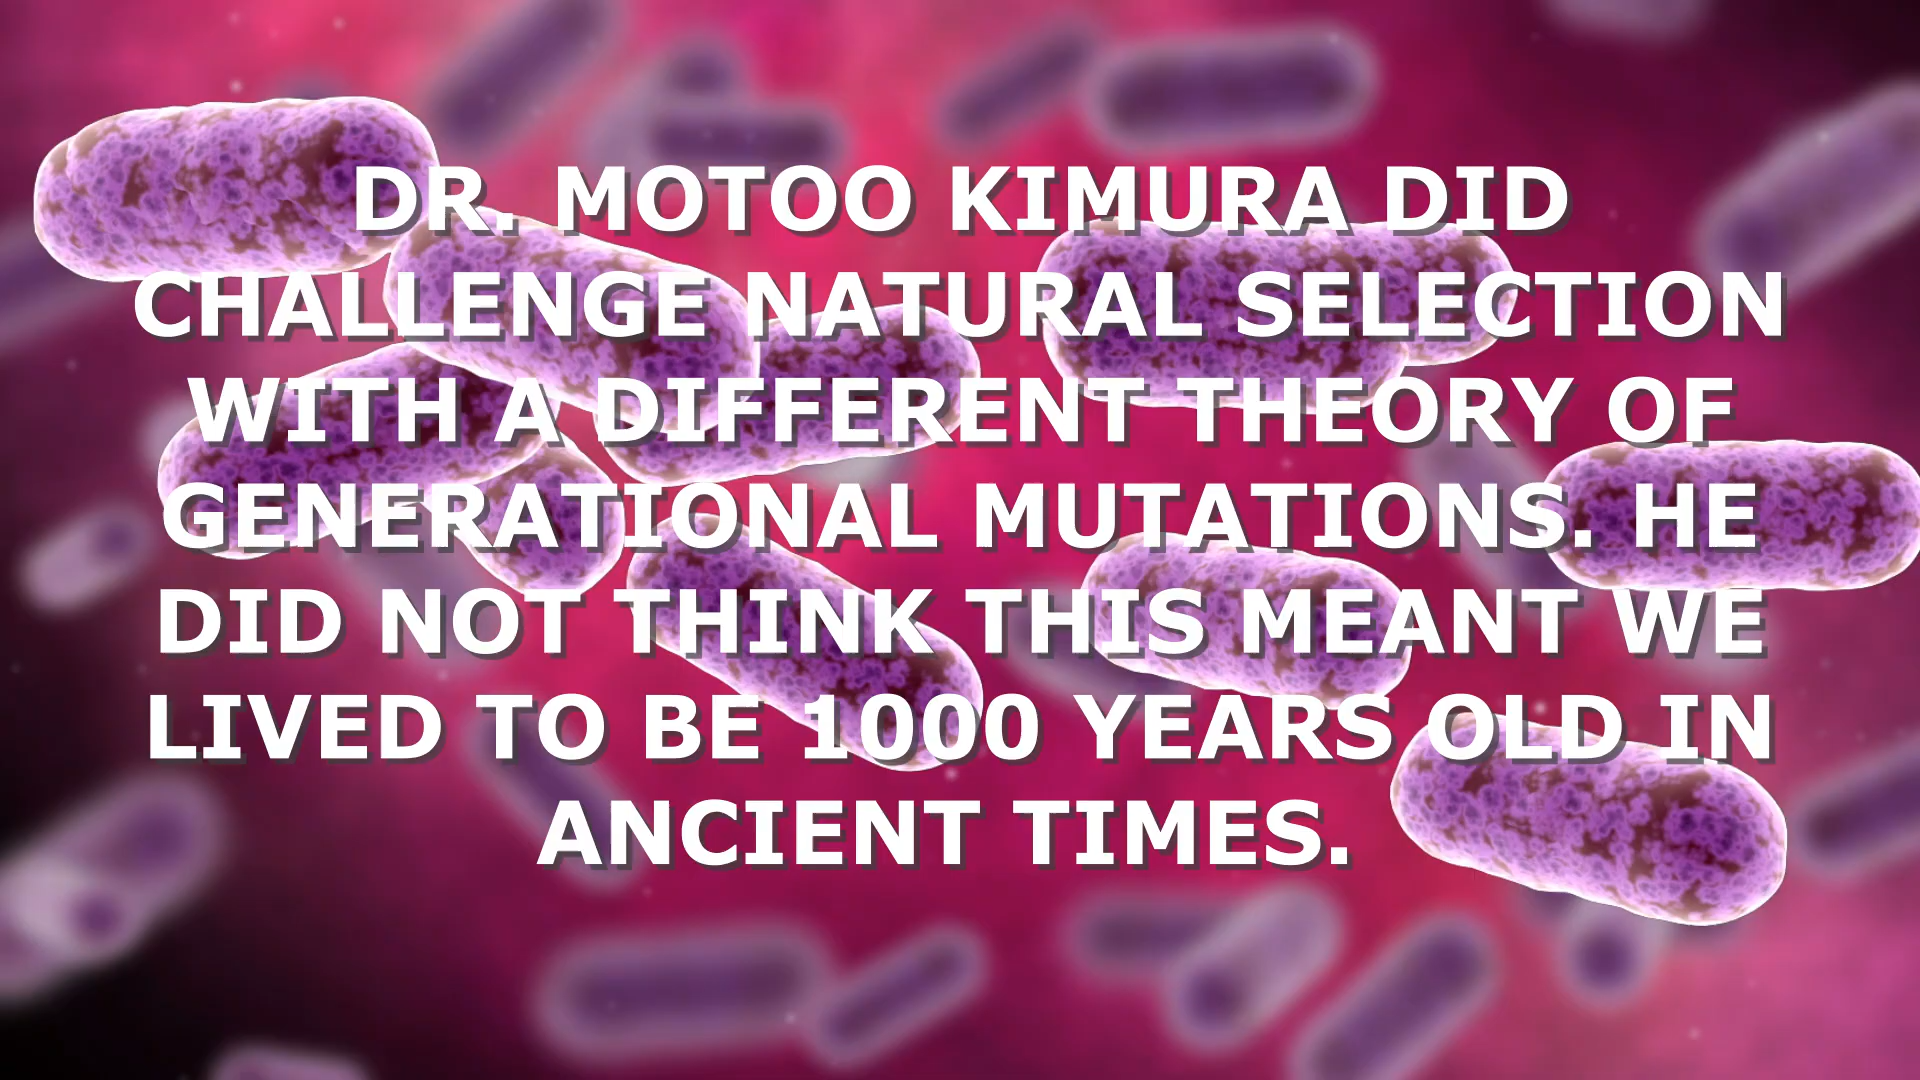 DR. MOTOO KIMURA DID
CHALLENGE NATURAL SELECTION
WITH A DIFFERENT THEORY OF
GENERATIONAL MUTATIONS. HE
DID NOT THINK THIS MEANT WE
LIVED TO BE 1000 YEARS OLD IN
ANCIENT TIMES.